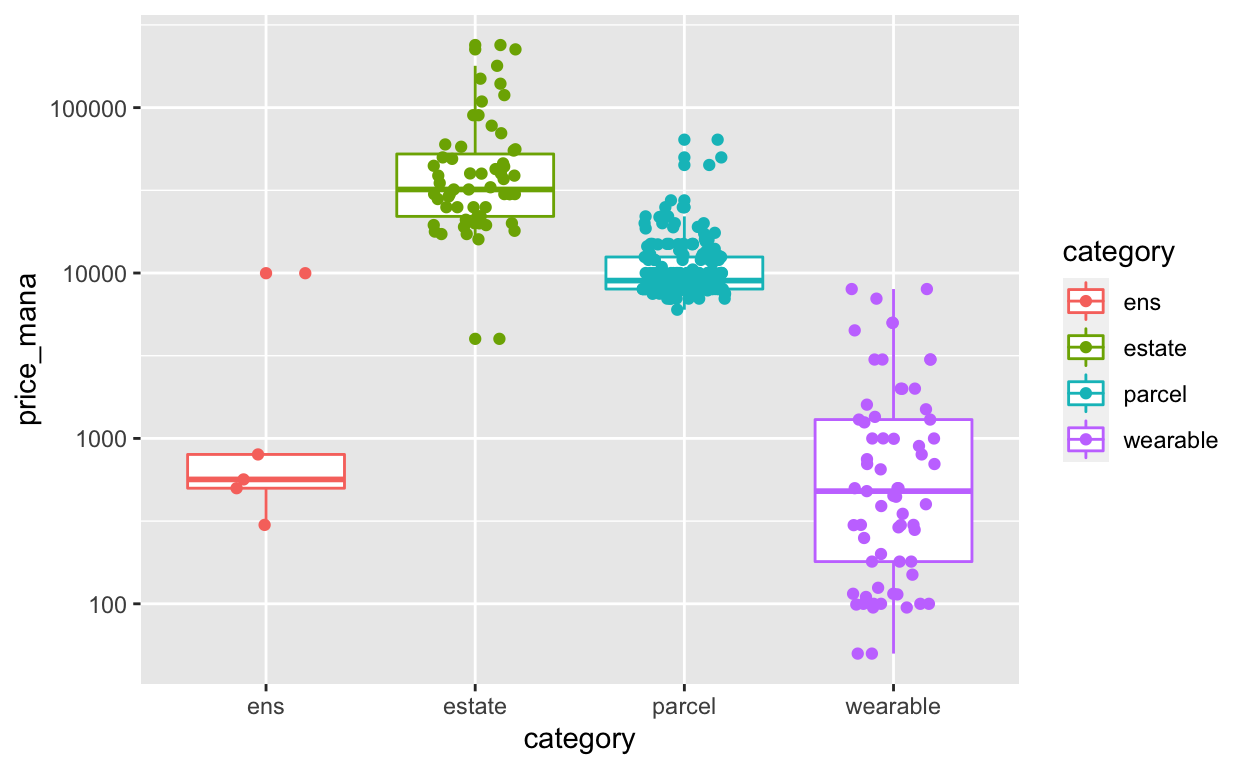 price_mana
100000
10000
1000
100
ens
estate
parcel
wearable
category
category
ens
estate
parcel
wearable